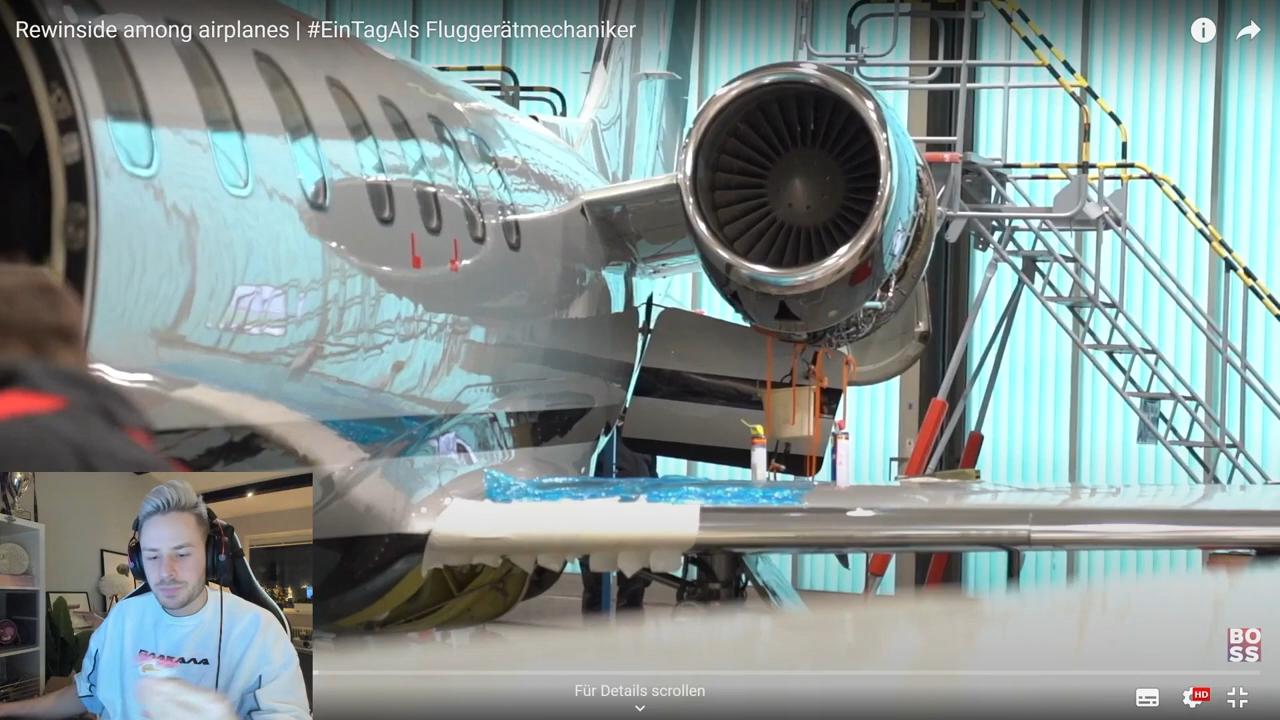 Rewinside among airplanes | #EinTagAls Fluggerätmechaniker
BO
SS
Für Details scrollen
HD